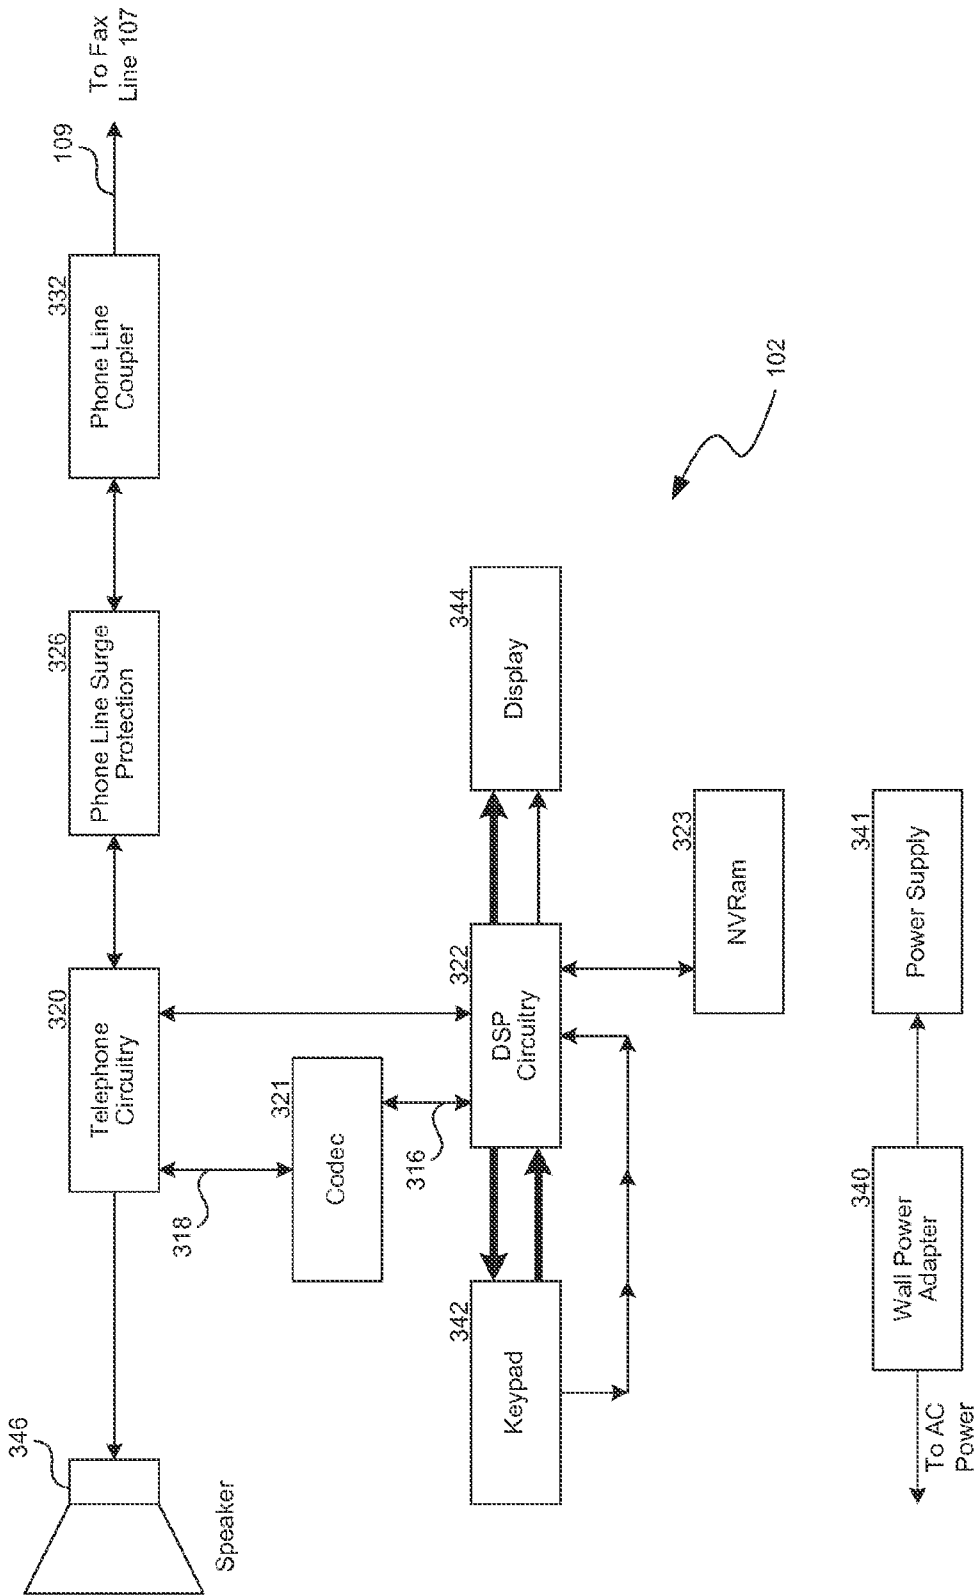 346
Speaker
320
Telephone
Circuitry
326
Phone Line Surge
Protection
332
Phone Line
Coupler
109
To Fax
Line 107
318
321
Codec
316
342
Keypad
322
DSP
Circuitry
344
Display
323
NVRam
102
To AC
Power
340
Wall Power
Adapter
341
Power Supply